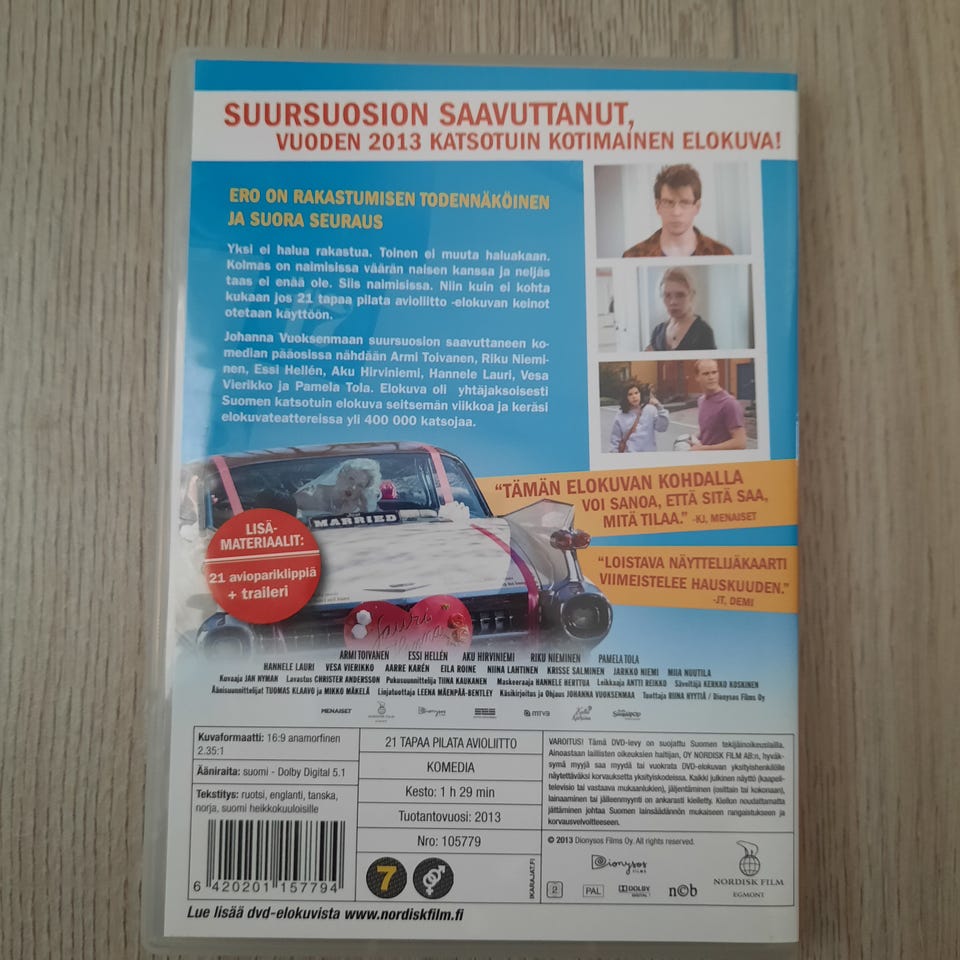 SUURSUOSION SAAVUTTANUT,
VUODEN 2013 KATSOTUIN KOTIMAINEN ELOKUVA!
ERO ON RAKASTUMISEN TODENNÄKÖINEN
JA SUORA SEURAUS
Yksi ei halua rakastua. Toinen ei muuta haluakaan.
Kolmas on naimisissa väärän naisen kanssa ja neljäs
taas ei enää ole. Siis naimisissa. Niin kuin ei kohta
kukaan jos 21 tapaa pilata avioliitto -elokuvan keinot
otetaan käyttöön.
Johanna Vuoksenmaan suursuosion saavuttaneen ko-
median pääosissa nähdään Armi Toivanen, Riku Niemi-
nen, Essi Hellén, Aku Hirviniemi, Hannele Lauri, Vesa
Vierikko ja Pamela Tola. Elokuva oli yhtäjaksoisesti
Suomen katsotuin elokuva seitsemän viikkoa ja keräsi
elokuvateattereissa yli 400 000 katsojaa.
"TÄMÄN ELOKUVAN KOHDALLA
VOI SANOA, ETTÄ SITÄ SAA,
MITÄ TILAA." -KJ, MENAISET
MARRIED
LISÄ-
MATERIAALIT:
21 aviopariklippiä
+ traileri
"LOISTAVA NÄYTTELIJÄKAARTI
VIIMEISTELEE HAUSKUUDEN."
-JT, DEMI
ARMI TOIVANEN ESSI HELLÉN AKU HIRVINIEMI RIKU NIEMINEN PAMELA TOLA
HANNELE LAURI VESA VIERIKKO AARRE KARÉN EILA ROINE NIINA LAHTINEN KRISSE SALMINEN JARKKO NIEMI MIIA NUUTILA
Kuvaaja JAN NYMAN Lavastus CHRISTER ANDERSSON Pukusuunnittelija TIINA KAUKANEN Maskeeraaja HANNELE HERTTUA Leikkaaja ANTTI REIKKO Säveltäjä KERKKO KOSKINEN
Äänisuunnittelijat TUOMAS KLAAVO ja MIKKO MÄKELÄ Linjatuottaja LEENA MÄENPÄÄ-BENTLEY Käsikirjoitus ja Ohjaus JOHANNA VUOKSENMAA Tuottaja RIINA HYYTIÄ / Dionysos Films Oy
MENAISET NORDISK FILM Dionysos MTV3
Kuvaformaatti: 16:9 anamorfinen
2.35:1
Ääniraita: suomi - Dolby Digital 5.1
Tekstitys: ruotsi, englanti, tanska,
norja, suomi heikkokuuloisille
6 420201 157794
21 TAPAA PILATA AVIOLIITTO
KOMEDIA
Kesto: 1 h 29 min
Tuotantovuosi: 2013
Nro: 105779
7
IKARAJAT.FI
VAROITUS! Tämä DVD-levy on suojattu Suomen tekijäinoikeuslailla.
Ainoastaan laillisten oikeuksien haltijan, OY NORDISK FILM AB:n, hyväk-
symä myyjä saa myydä tai vuokrata DVD-elokuvan yksityishenkilöille
näytettäväksi korvauksetta yksityiskodeissa. Kaikki julkinen näyttö (kaapeli-
televisio tai vastaava mukaanlukien), jäljentäminen (osittain tai kokonaan),
lainaaminen tai jälleenmyynti on ankarasti kielletty. Kiellon noudattamatta
jättäminen johtaa Suomen lainsäädännön mukaiseen rangaistukseen ja
korvausvelvoitteeseen.
© 2013 Dionysos Films Oy. All rights reserved.
Dionysos
FILMS
NORDISK FILM
EGMONT
2 PAL DOLBY DIGITAL ncb
Lue lisää dvd-elokuvista www.nordiskfilm.fi